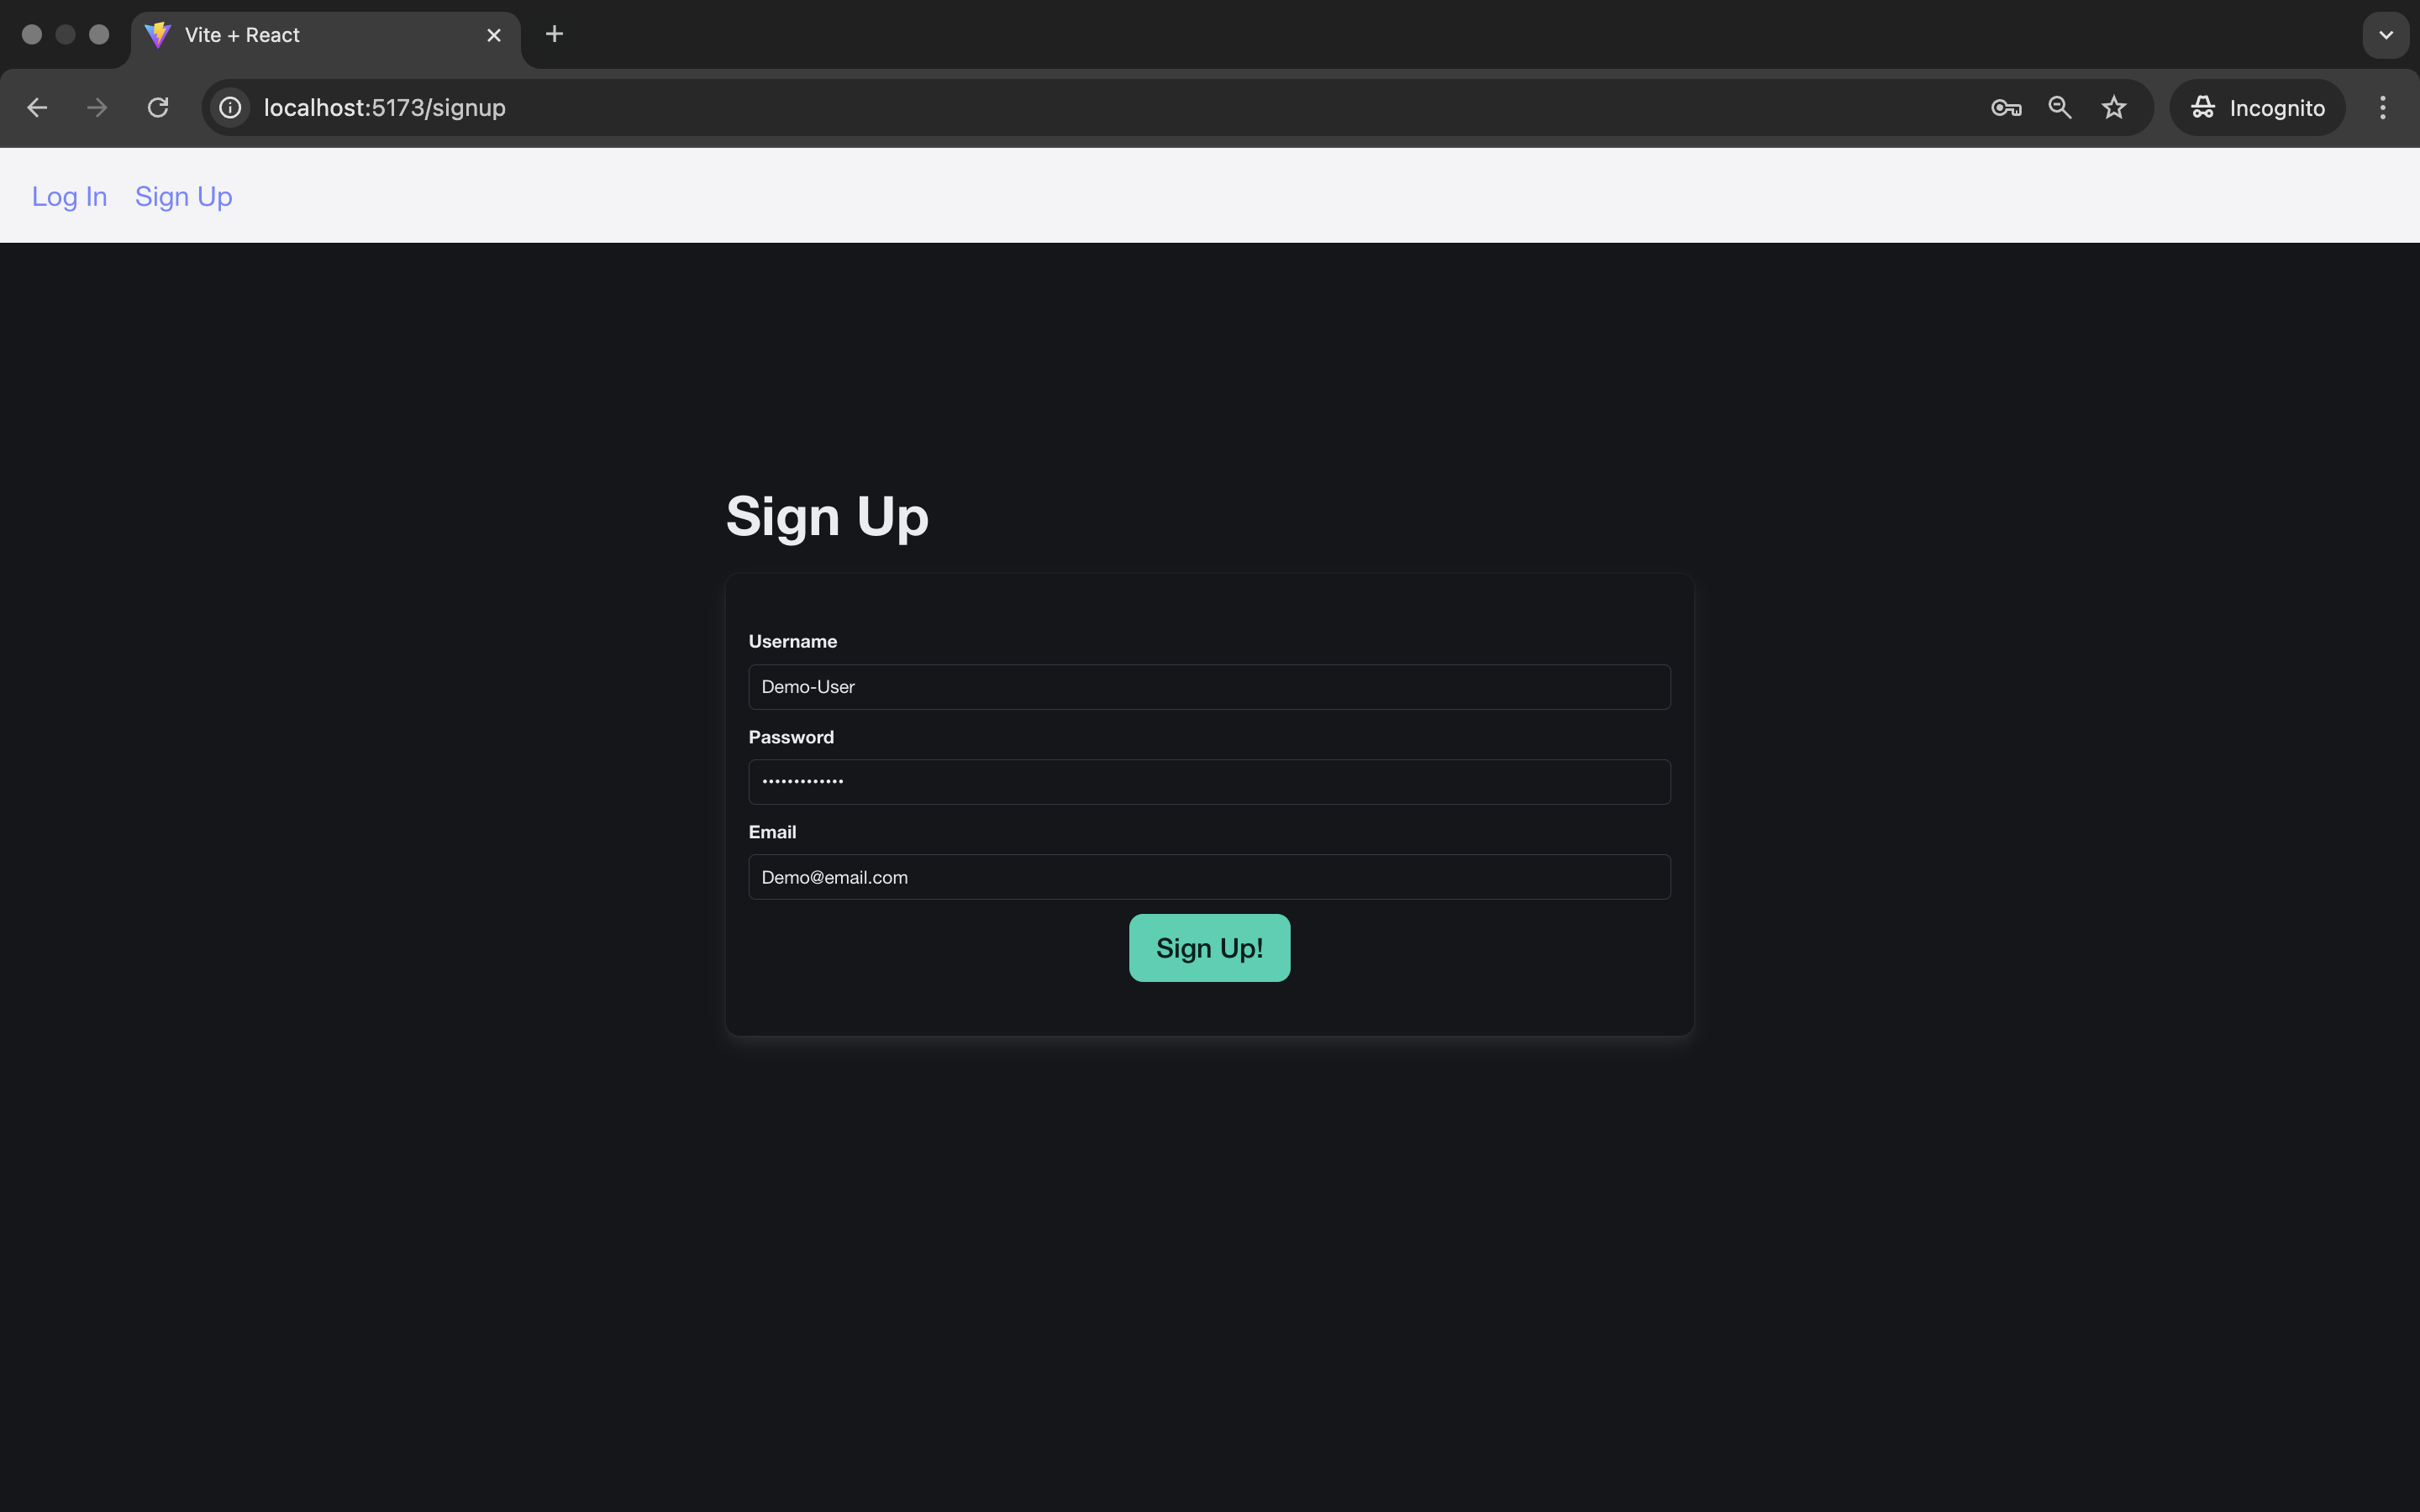 Vite + React
localhost:5173/signup
Incognito
Log In Sign Up
Sign Up
Username
Demo-User
Password
•••••••••••••
Email
Demo@email.com
Sign Up!